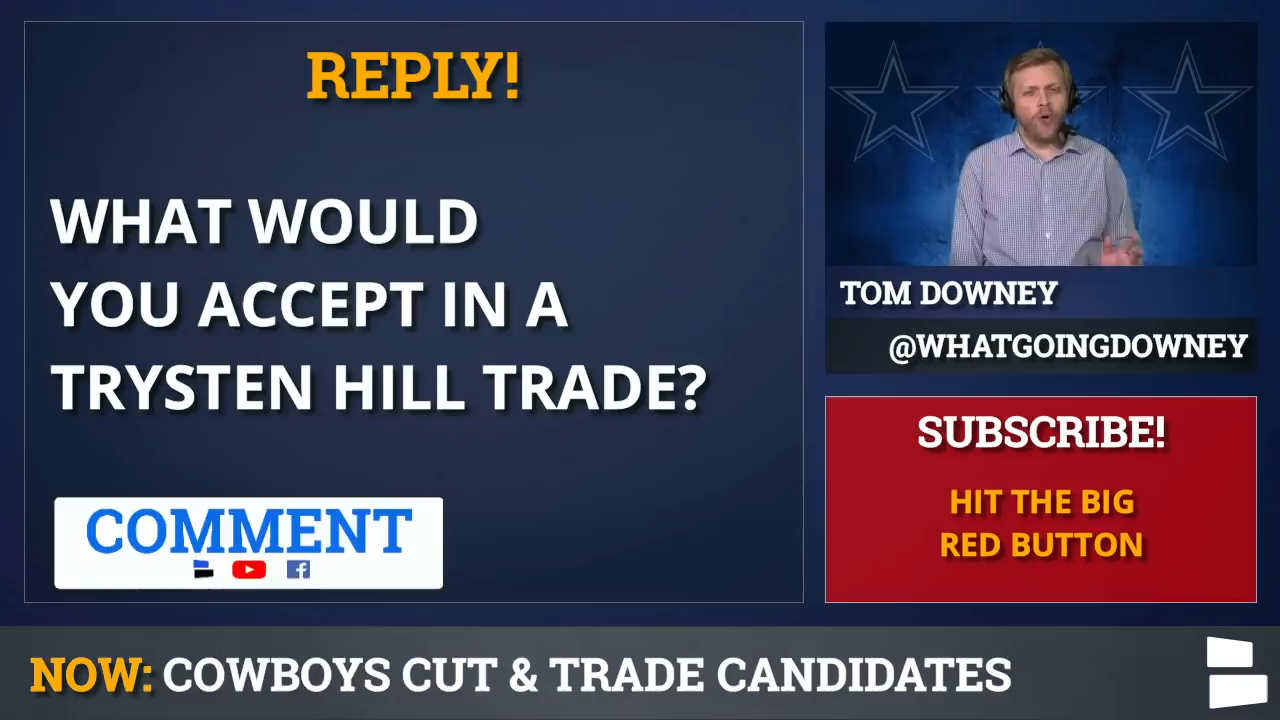 REPLY!
WHAT WOULD
YOU ACCEPT IN A
TRYSTEN HILL TRADE?
COMMENT
TOM DOWNEY
@WHATGOINGDOWNEY
SUBSCRIBE!
HIT THE BIG
RED BUTTON
NOW: COWBOYS CUT & TRADE CANDIDATES